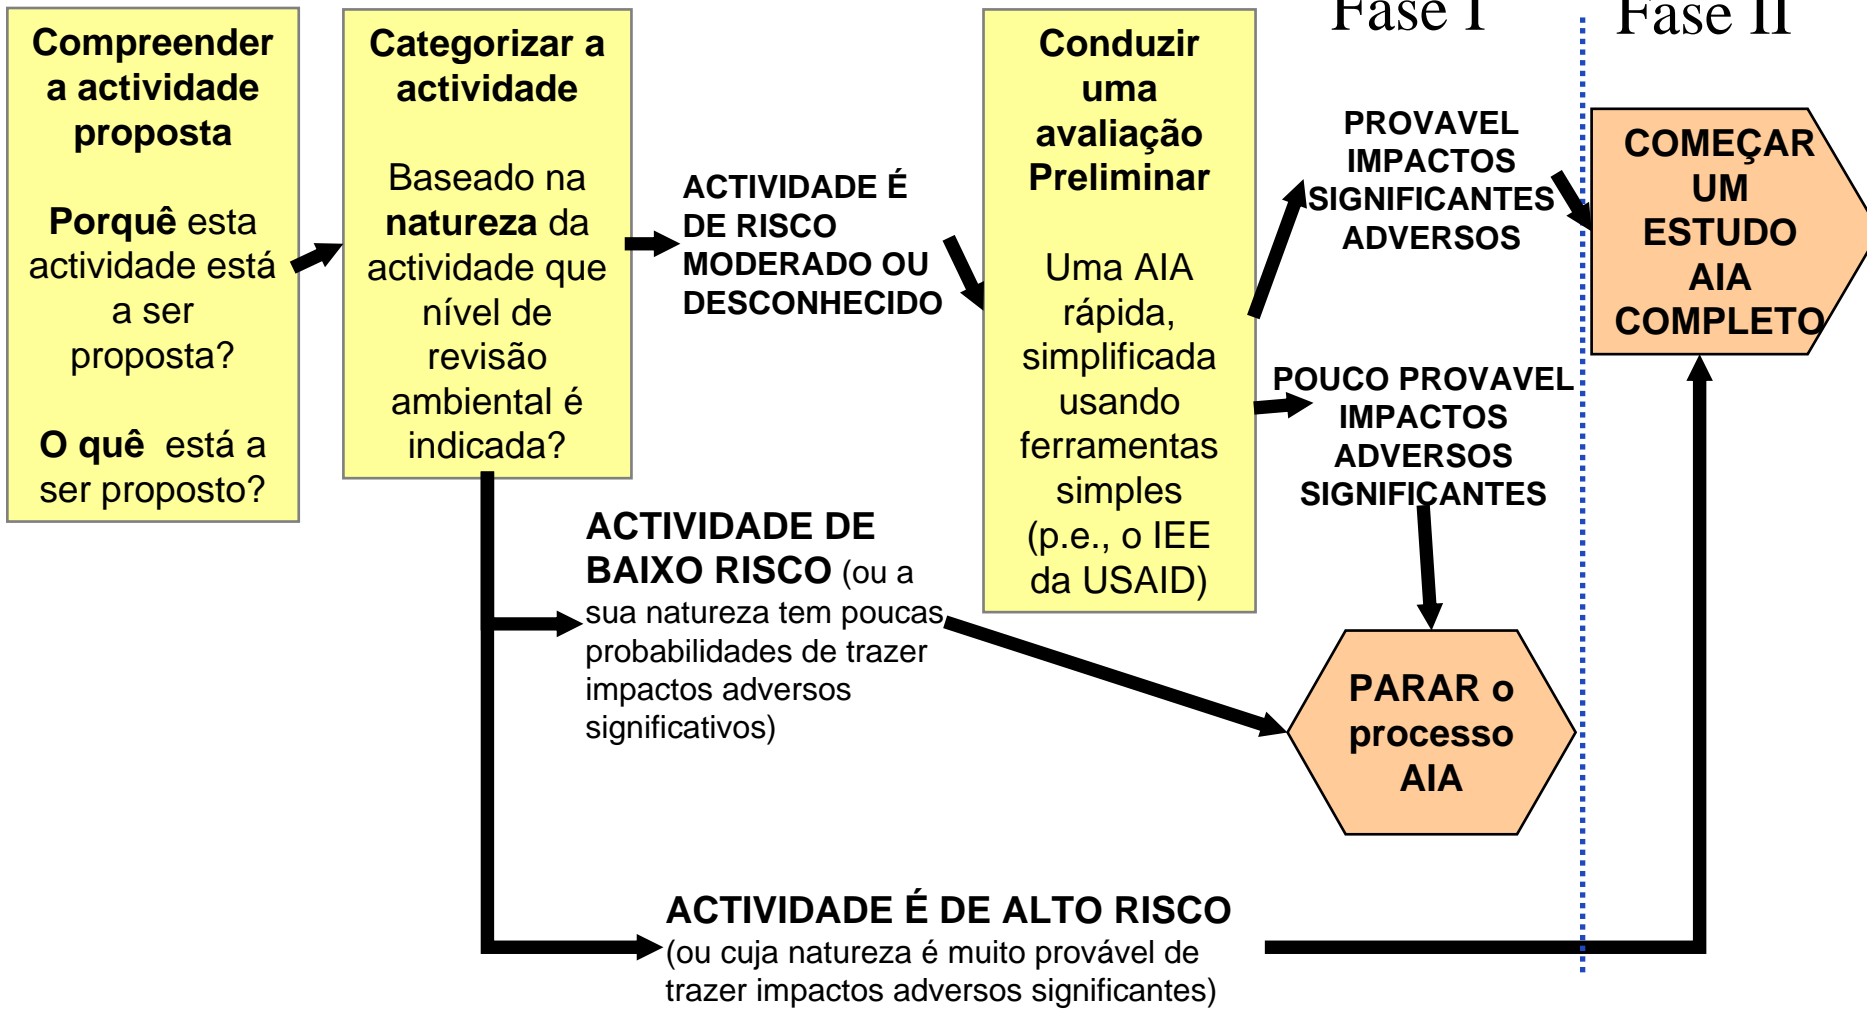 Fase I
Fase II
Compreender
a actividade
proposta
Porquê esta
actividade está
a ser
proposta?
O quê está a
ser proposto?
Categorizar a
actividade
Baseado na
natureza da
actividade que
nível de
revisão
ambiental é
indicada?
ACTIVIDADE É
DE RISCO
MODERADO OU
DESCONHECIDO
Conduzir
uma
avaliação
Preliminar
Uma AIA
rápida,
simplificada
usando
ferramentas
simples
(p.e., o IEE
da USAID)
PROVAVEL
IMPACTOS
SIGNIFICANTES
ADVERSOS
COMEÇAR
UM
ESTUDO
AIA
COMPLETO
POUCO PROVAVEL
IMPACTOS
ADVERSOS
SIGNIFICANTES
ACTIVIDADE DE
BAIXO RISCO (ou a
sua natureza tem poucas
probabilidades de trazer
impactos adversos
significativos)
PARAR o
processo
AIA
ACTIVIDADE É DE ALTO RISCO
(ou cuja natureza é muito provável de
trazer impactos adversos significantes)